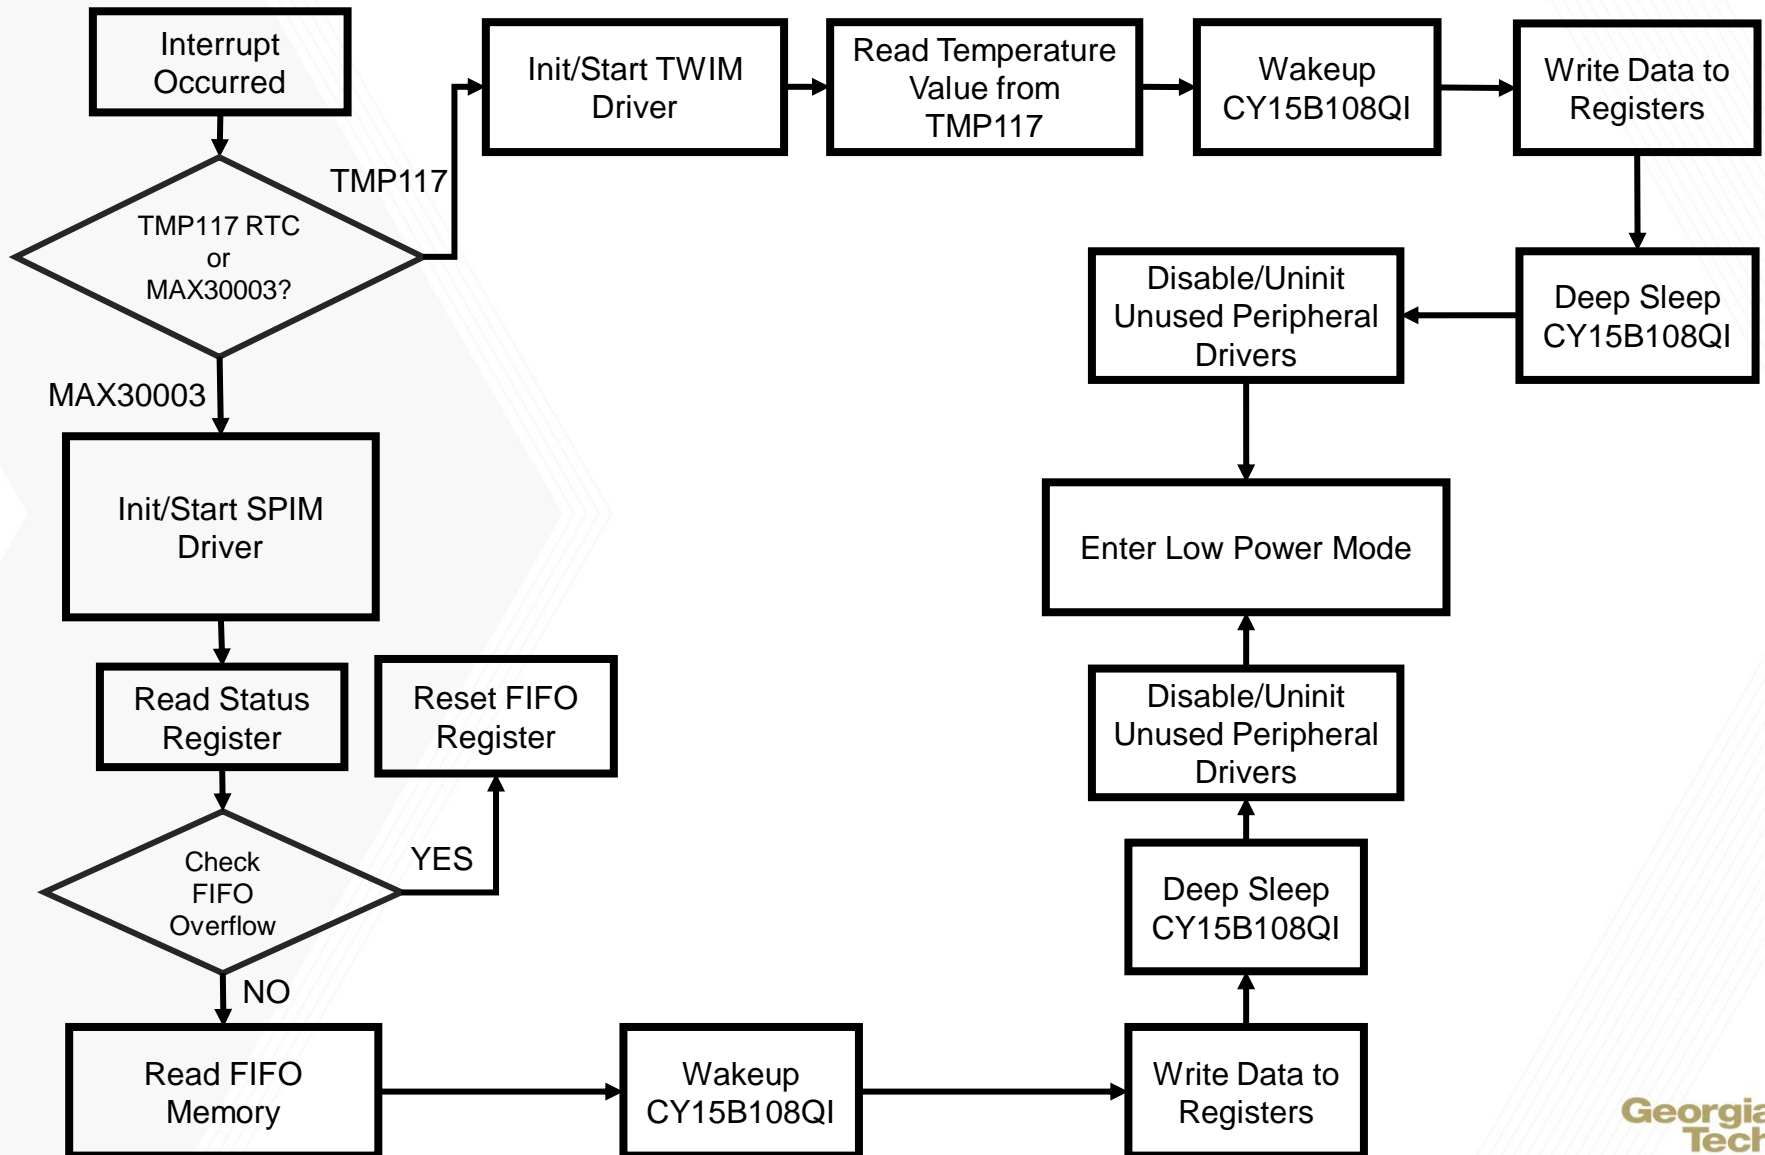 Interrupt
Occurred
TMP117 RTC
or
MAX30003?
TMP117
Init/Start TWIM
Driver
Read Temperature
Value from
TMP117
Wakeup
CY15B108QI
Write Data to
Registers
Deep Sleep
CY15B108QI
Disable/Uninit
Unused Peripheral
Drivers
Enter Low Power Mode
MAX30003
Init/Start SPIM
Driver
Read Status
Register
Check
FIFO
Overflow
YES
Reset FIFO
Register
NO
Read FIFO
Memory
Wakeup
CY15B108QI
Write Data to
Registers
Deep Sleep
CY15B108QI
Disable/Uninit
Unused Peripheral
Drivers
Georgia
Tech